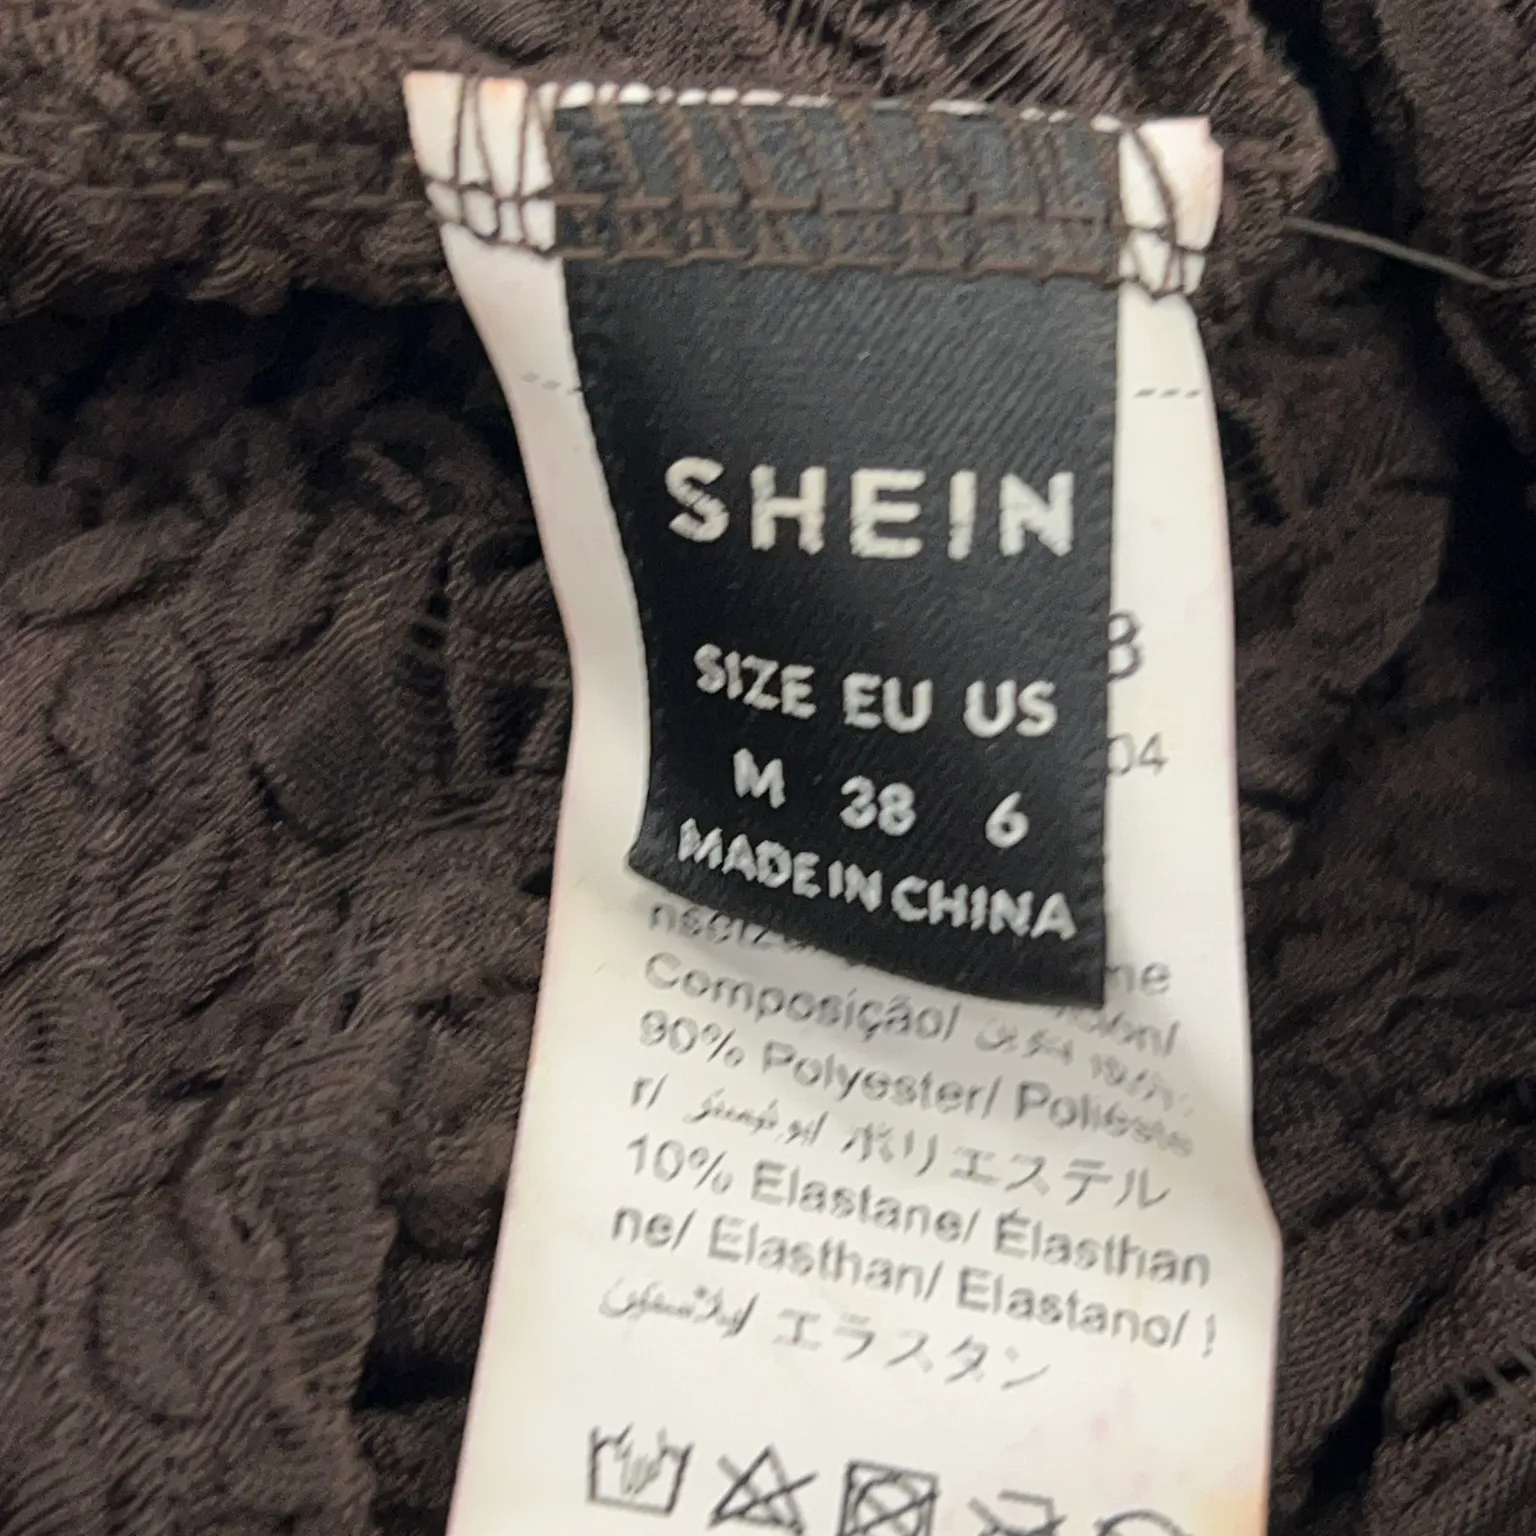 SHEIN
SIZE EU US
M 38 6
MADE IN CHINA
04
Composição/
90% Polyester/ Polieste
r/ ポリエステル
10% Elastane/ Élasthan
ne/ Elasthan/ Elastano/
エラスタン